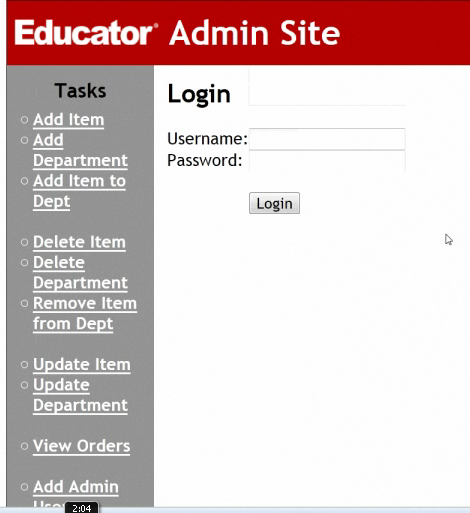 Educator® Admin Site
Tasks
Add Item
Add
Department
Add Item to
Dept
Delete Item
Delete
Department
Remove Item
from Dept
Update Item
Update
Department
View Orders
Add Admin
Login
Username:
Password:
Login
2:04